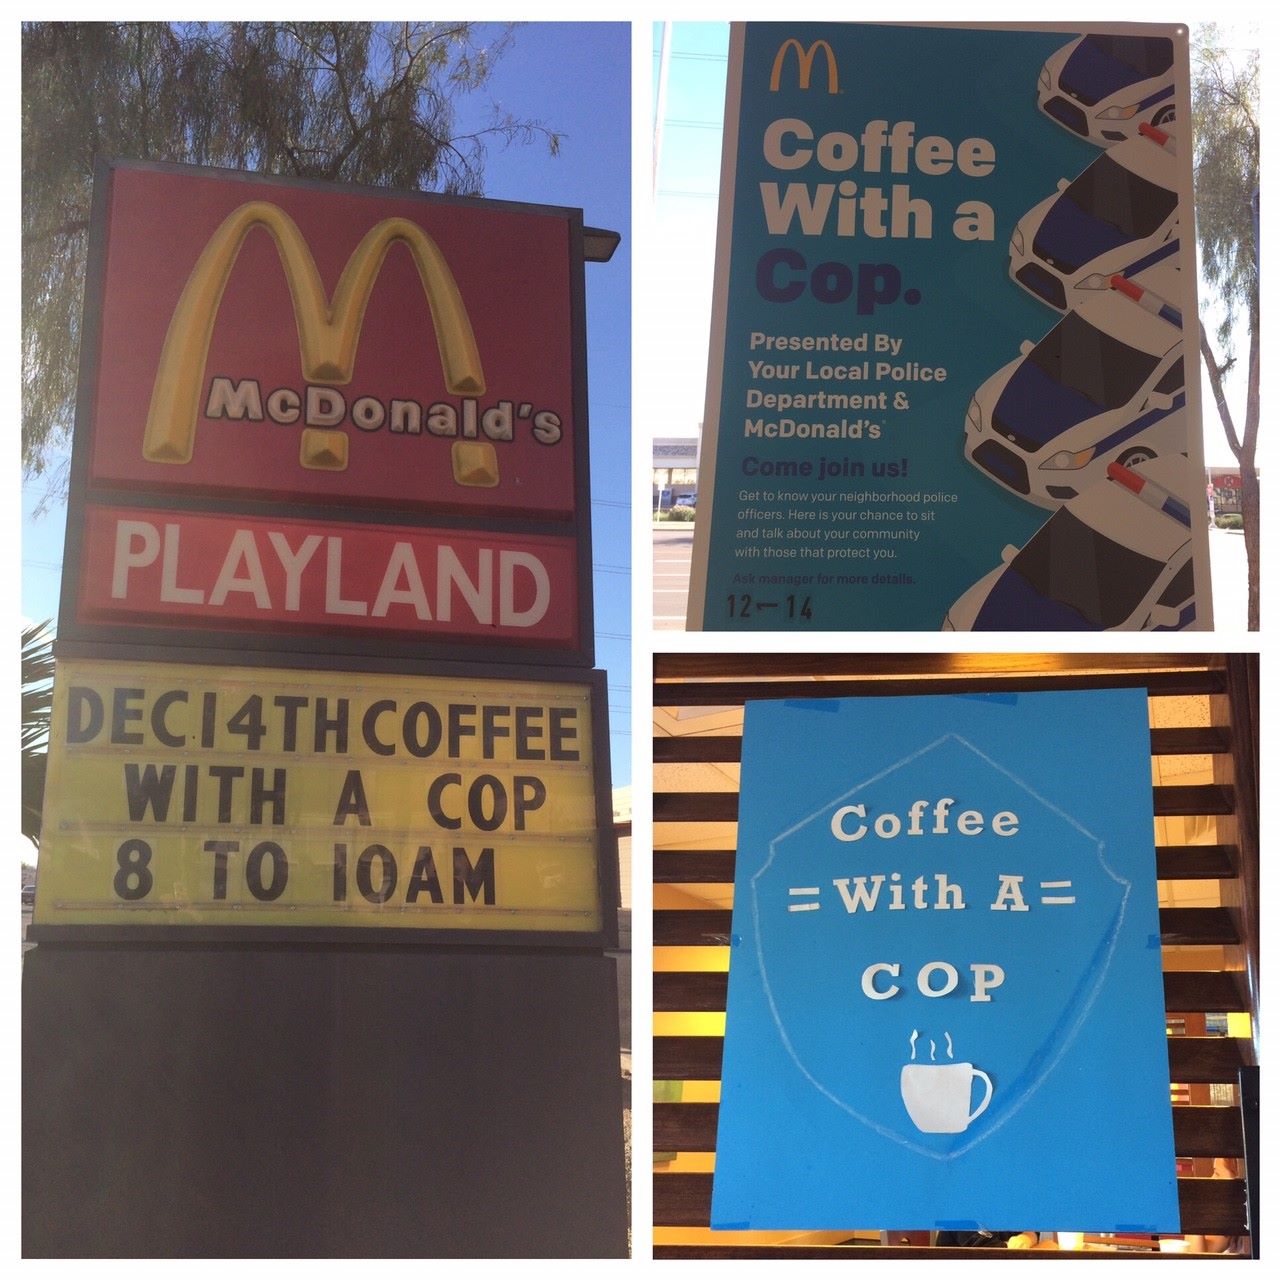 McDonald's
PLAYLAND
DEC 14TH COFFEE
WITH A COP
8 TO 10AM
M
Coffee
With a
Cop.
Presented By
Your Local Police
Department &
McDonald's
Come join us!
Get to know your neighborhood police
officers. Here is your chance to sit
and talk about your community
with those that protect you.
Ask manager for more details.
12-14
Coffee
= With A =
COP